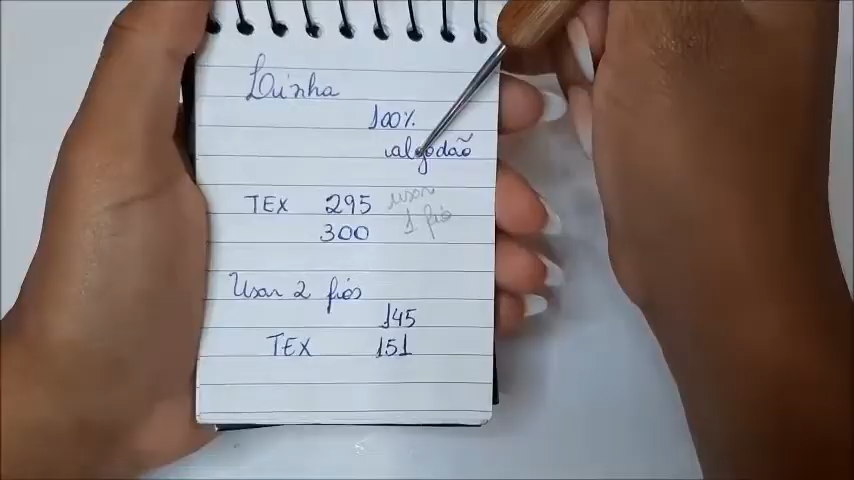 Linha
100%
algodão
TEX 295 usar
300 1 fio
Usar 2 fios
145
TEX 151